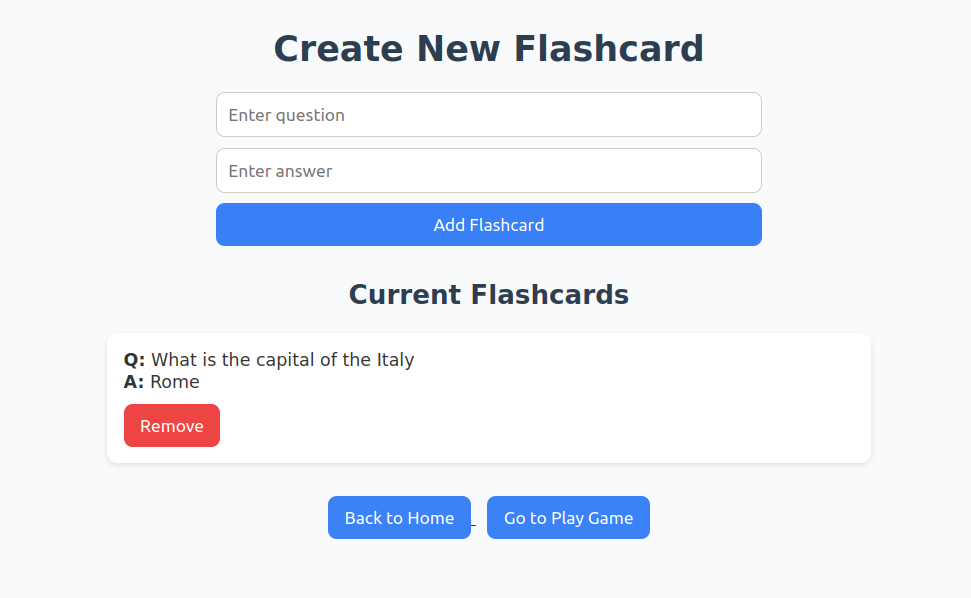 Create New Flashcard
Enter question
Enter answer
Add Flashcard
Current Flashcards
Q: What is the capital of the Italy
A: Rome
Remove
Back to Home Go to Play Game